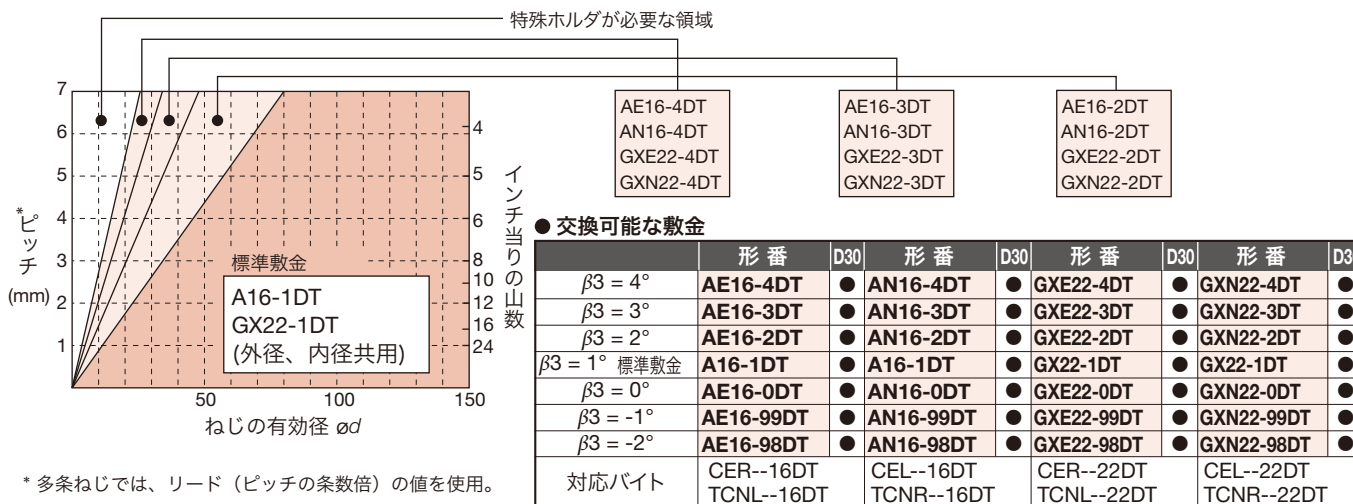 特殊ホルダが必要な領域
7
6
5
4
3
2
1
*ピッチ
(mm)
4
5
6
8
10
12
16
24
インチ当りの山数
標準敷金
A16-1DT
GX22-1DT
(外径、内径共用)
50
100
150
ねじの有効径 ød
* 多条ねじでは、リード（ピッチの条数倍）の値を使用。
AE16-4DT
AN16-4DT
GXE22-4DT
GXN22-4DT
AE16-3DT
AN16-3DT
GXE22-3DT
GXN22-3DT
AE16-2DT
AN16-2DT
GXE22-2DT
GXN22-2DT
● 交換可能な敷金
形 番 D30 形 番 D30 形 番 D30 形 番
β3 = 4° AE16-4DT ● AN16-4DT ● GXE22-4DT ● GXN22-4DT ●
β3 = 3° AE16-3DT ● AN16-3DT ● GXE22-3DT ● GXN22-3DT ●
β3 = 2° AE16-2DT ● AN16-2DT ● GXE22-2DT ● GXN22-2DT ●
β3 = 1° 標準敷金 A16-1DT ● A16-1DT ● GX22-1DT ● GX22-1DT ●
β3 = 0° AE16-0DT ● AN16-0DT ● GXE22-0DT ● GXN22-0DT ●
β3 = -1° AE16-99DT ● AN16-99DT ● GXE22-99DT ● GXN22-99DT ●
β3 = -2° AE16-98DT ● AN16-98DT ● GXE22-98DT ● GXN22-98DT ●
対応バイト CER--16DT CEL--16DT CER--22DT CEL--22DT
TCNL--16DT TCNR--16DT TCNL--22DT TCNR--22DT